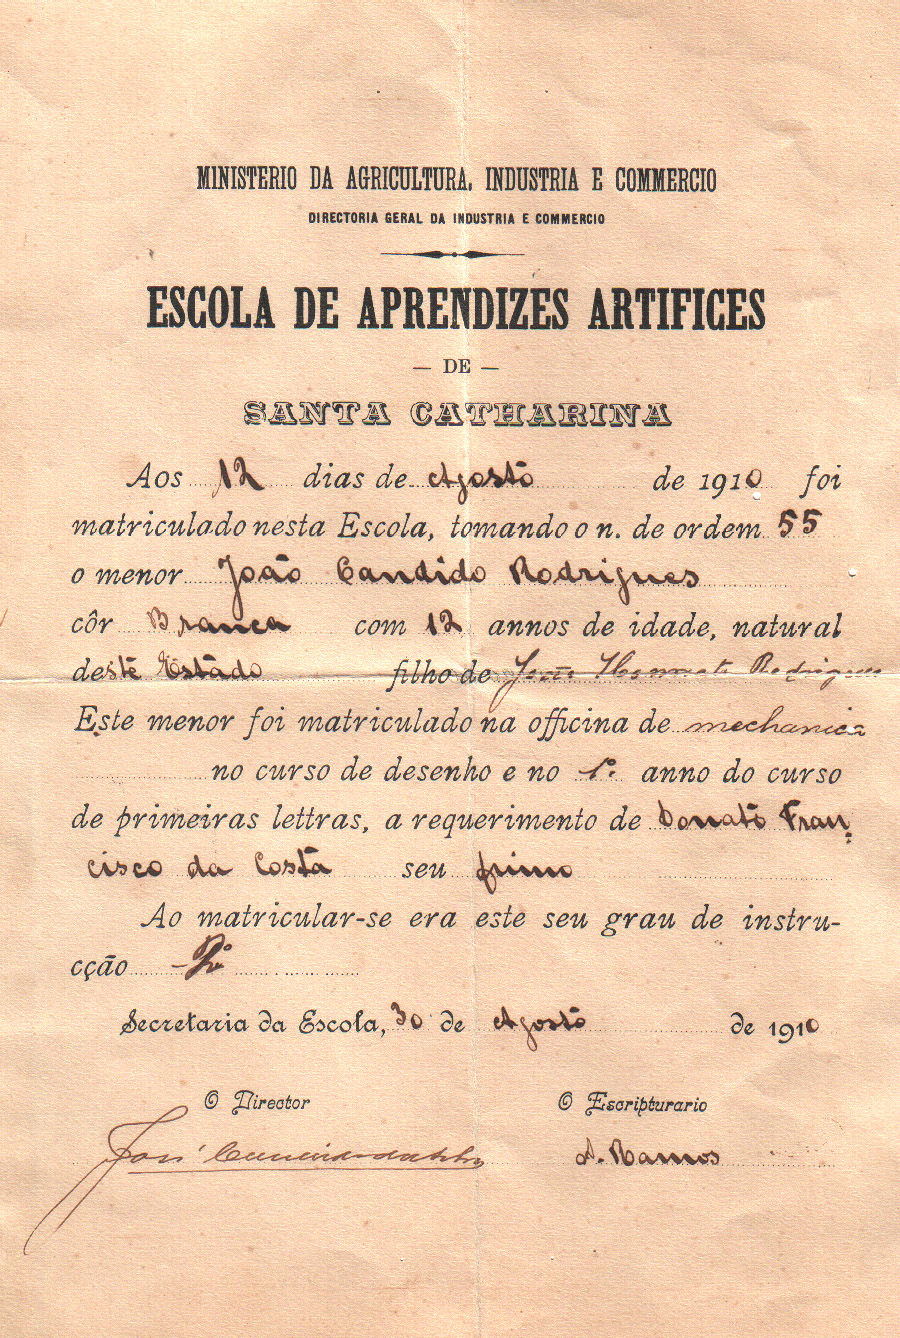 MINISTERIO DA AGRICULTURA, INDUSTRIA E COMMERCIO
DIRECTORIA GERAL DA INDUSTRIA E COMMERCIO
ESCOLA DE APRENDIZES ARTIFICES
— DE —
SANTA CATHARINA
Aos 12 dias de Agosto de 1910 foi
matriculado nesta Escola, tomando o n. de ordem 55
o menor João Candido Rodrigues
côr Branca com 12 annos de idade, natural
deste Estado filho de Rodrigues
Este menor foi matriculado na officina de mechanica
no curso de desenho e no 1º anno do curso
de primeiras lettras, a requerimento de Donato Fran-
cisco da Costa seu primo
Ao matricular-se era este seu grau de instru-
cção
Secretaria da Escola, 30 de Agosto de 1910
O Director O Escripturario
A. Ramos